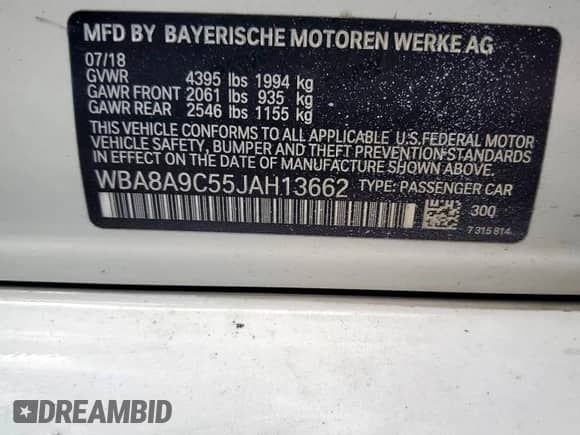 MFD BY BAYERISCHE MOTOREN WERKE AG
07/18
GVWR 4395 lbs 1994 kg
GAWR FRONT 2061 lbs 935 kg
GAWR REAR 2546 lbs 1155 kg
THIS VEHICLE CONFORMS TO ALL APPLICABLE U.S.FEDERAL MOTOR
VEHICLE SAFETY, BUMPER AND THEFT PREVENTION STANDARDS
IN EFFECT ON THE DATE OF MANUFACTURE SHOWN ABOVE.
WBA8A9C55JAH13662 TYPE: PASSENGER CAR
300
7 315 814
DREAMBID